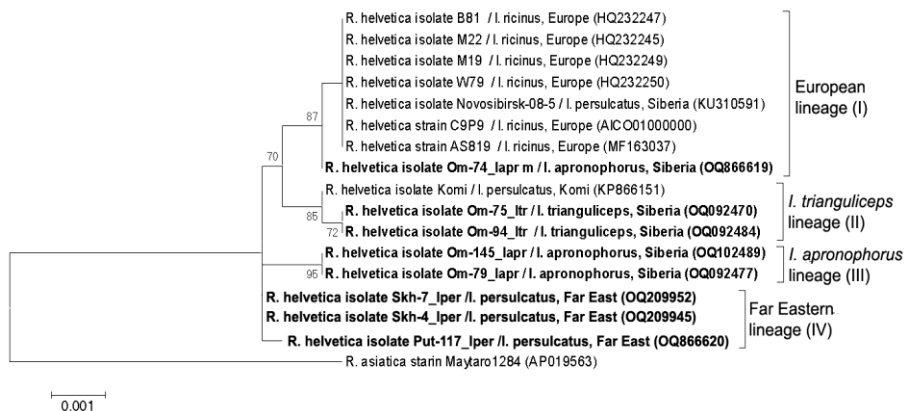 R. helvetica isolate B81 / I. ricinus, Europe (HQ232247)
R. helvetica isolate M22 / I. ricinus, Europe (HQ232245)
R. helvetica isolate M19 / I. ricinus, Europe (HQ232249)
R. helvetica isolate W79 / I. ricinus, Europe (HQ232250)
R. helvetica isolate Novosibirsk-08-5 / I. persulcatus, Siberia (KU310591)
R. helvetica strain C9P9 / I. ricinus, Europe (AICO01000000)
R. helvetica strain AS819 / I. ricinus, Europe (MF163037)
R. helvetica isolate Om-74_Iapr m / I. apronophorus, Siberia (OQ866619)
European
lineage (I)
87
70
R. helvetica isolate Komi / I. persulcatus, Komi (KP866151)
R. helvetica isolate Om-75_Itr / I. trianguliceps, Siberia (OQ092470)
R. helvetica isolate Om-94_Itr / I. trianguliceps, Siberia (OQ092484)
I. trianguliceps
lineage (II)
85
72
R. helvetica isolate Om-145_Iapr / I. apronophorus, Siberia (OQ102489)
R. helvetica isolate Om-79_Iapr / I. apronophorus, Siberia (OQ092477)
I. apronophorus
lineage (III)
95
R. helvetica isolate Skh-7_Iper /I. persulcatus, Far East (OQ209952)
R. helvetica isolate Skh-4_Iper / I. persulcatus, Far East (OQ209945)
R. helvetica isolate Put-117_Iper / I. persulcatus, Far East (OQ866620)
Far Eastern
lineage (IV)
R. asiatica starin Maytaro1284 (AP019563)
0.001